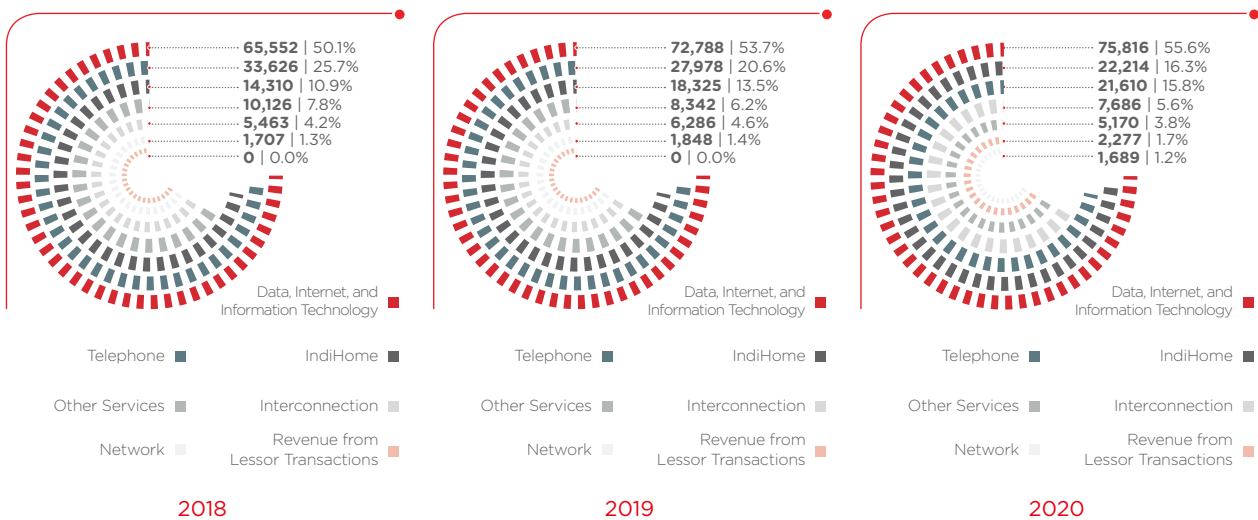 65,552 | 50.1%
33,626 | 25.7%
14,310 | 10.9%
10,126 | 7.8%
5,463 | 4.2%
1,707 | 1.3%
0 | 0.0%
Data, Internet, and
Information Technology
Telephone
IndiHome
Other Services
Interconnection
Network
Revenue from
Lessor Transactions
2018
72,788 | 53.7%
27,978 | 20.6%
18,325 | 13.5%
8,342 | 6.2%
6,286 | 4.6%
1,848 | 1.4%
0 | 0.0%
Data, Internet, and
Information Technology
Telephone
IndiHome
Other Services
Interconnection
Network
Revenue from
Lessor Transactions
2019
75,816 | 55.6%
22,214 | 16.3%
21,610 | 15.8%
7,686 | 5.6%
5,170 | 3.8%
2,277 | 1.7%
1,689 | 1.2%
Data, Internet, and
Information Technology
Telephone
IndiHome
Other Services
Interconnection
Network
Revenue from
Lessor Transactions
2020